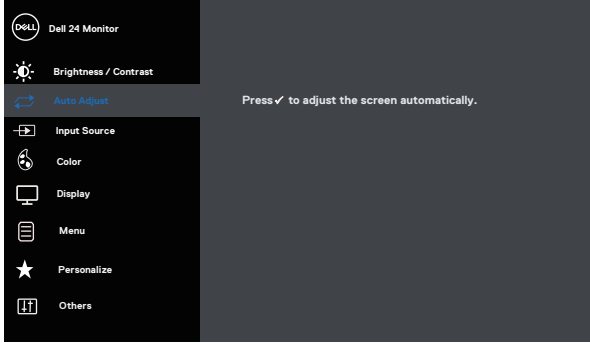 DELL
Dell 24 Monitor
Brightness / Contrast
Auto Adjust
Press ✓ to adjust the screen automatically.
Input Source
Color
Display
Menu
Personalize
Others